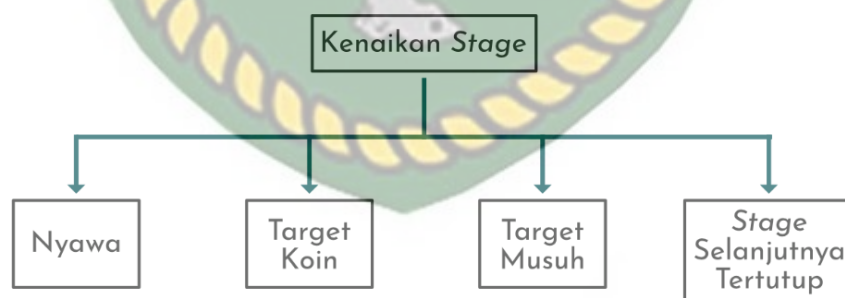 Kenaikan Stage
Nyawa
Target
Koin
Target
Musuh
Stage
Selanjutnya
Tertutup